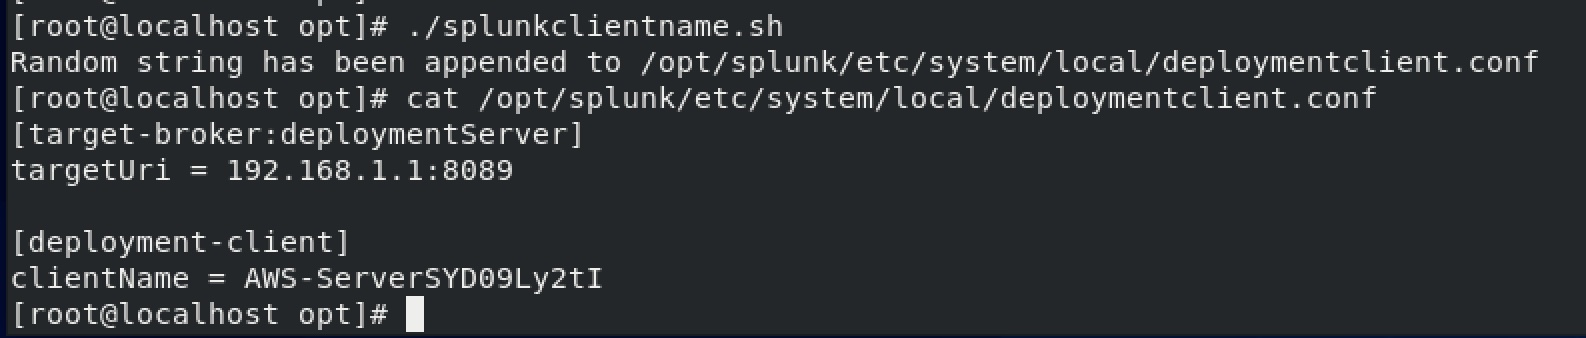 [root@localhost opt]# ./splunkclientname.sh
Random string has been appended to /opt/splunk/etc/system/local/deploymentclient.conf
[root@localhost opt]# cat /opt/splunk/etc/system/local/deploymentclient.conf
[target-broker:deploymentServer]
targetUri = 192.168.1.1:8089

[deployment-client]
clientName = AWS-ServerSYD09Ly2tI
[root@localhost opt]#